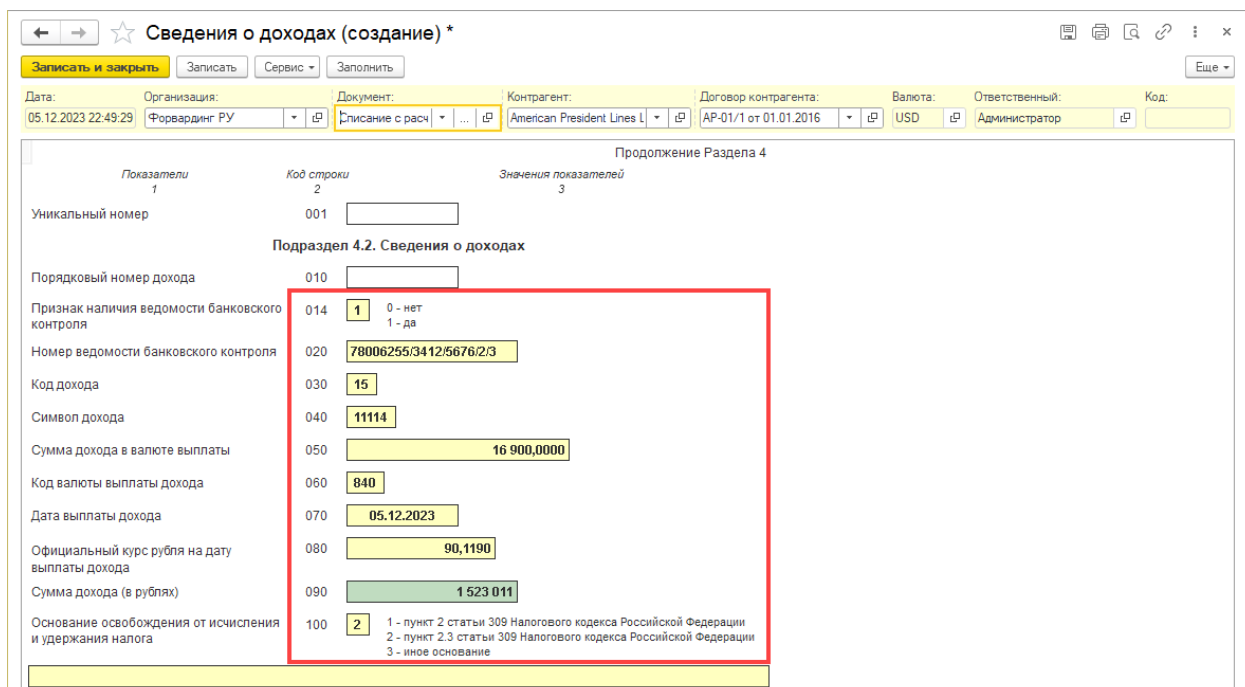 Сведения о доходах (создание) *
Записать и закрыть Записать Сервис Заполнить Еще
Дата: Организация: Документ: Контрагент: Договор контрагента: Валюта: Ответственный: Код:
05.12.2023 22:49:29 Форвардинг РУ Списание с расч ... American President Lines L АР-01/1 от 01.01.2016 USD Администратор
Продолжение Раздела 4
Показатели Код строки Значения показателей
1 2 3
Уникальный номер 001
Подраздел 4.2. Сведения о доходах
Порядковый номер дохода 010
Признак наличия ведомости банковского контроля 014 1 0 - нет
1 - да
Номер ведомости банковского контроля 020 78006255/3412/5676/2/3
Код дохода 030 15
Символ дохода 040 11114
Сумма дохода в валюте выплаты 050 16 900,0000
Код валюты выплаты дохода 060 840
Дата выплаты дохода 070 05.12.2023
Официальный курс рубля на дату выплаты дохода 080 90,1190
Сумма дохода (в рублях) 090 1 523 011
Основание освобождения от исчисления и удержания налога 100 2 1 - пункт 2 статьи 309 Налогового кодекса Российской Федерации
2 - пункт 2.3 статьи 309 Налогового кодекса Российской Федерации
3 - иное основание